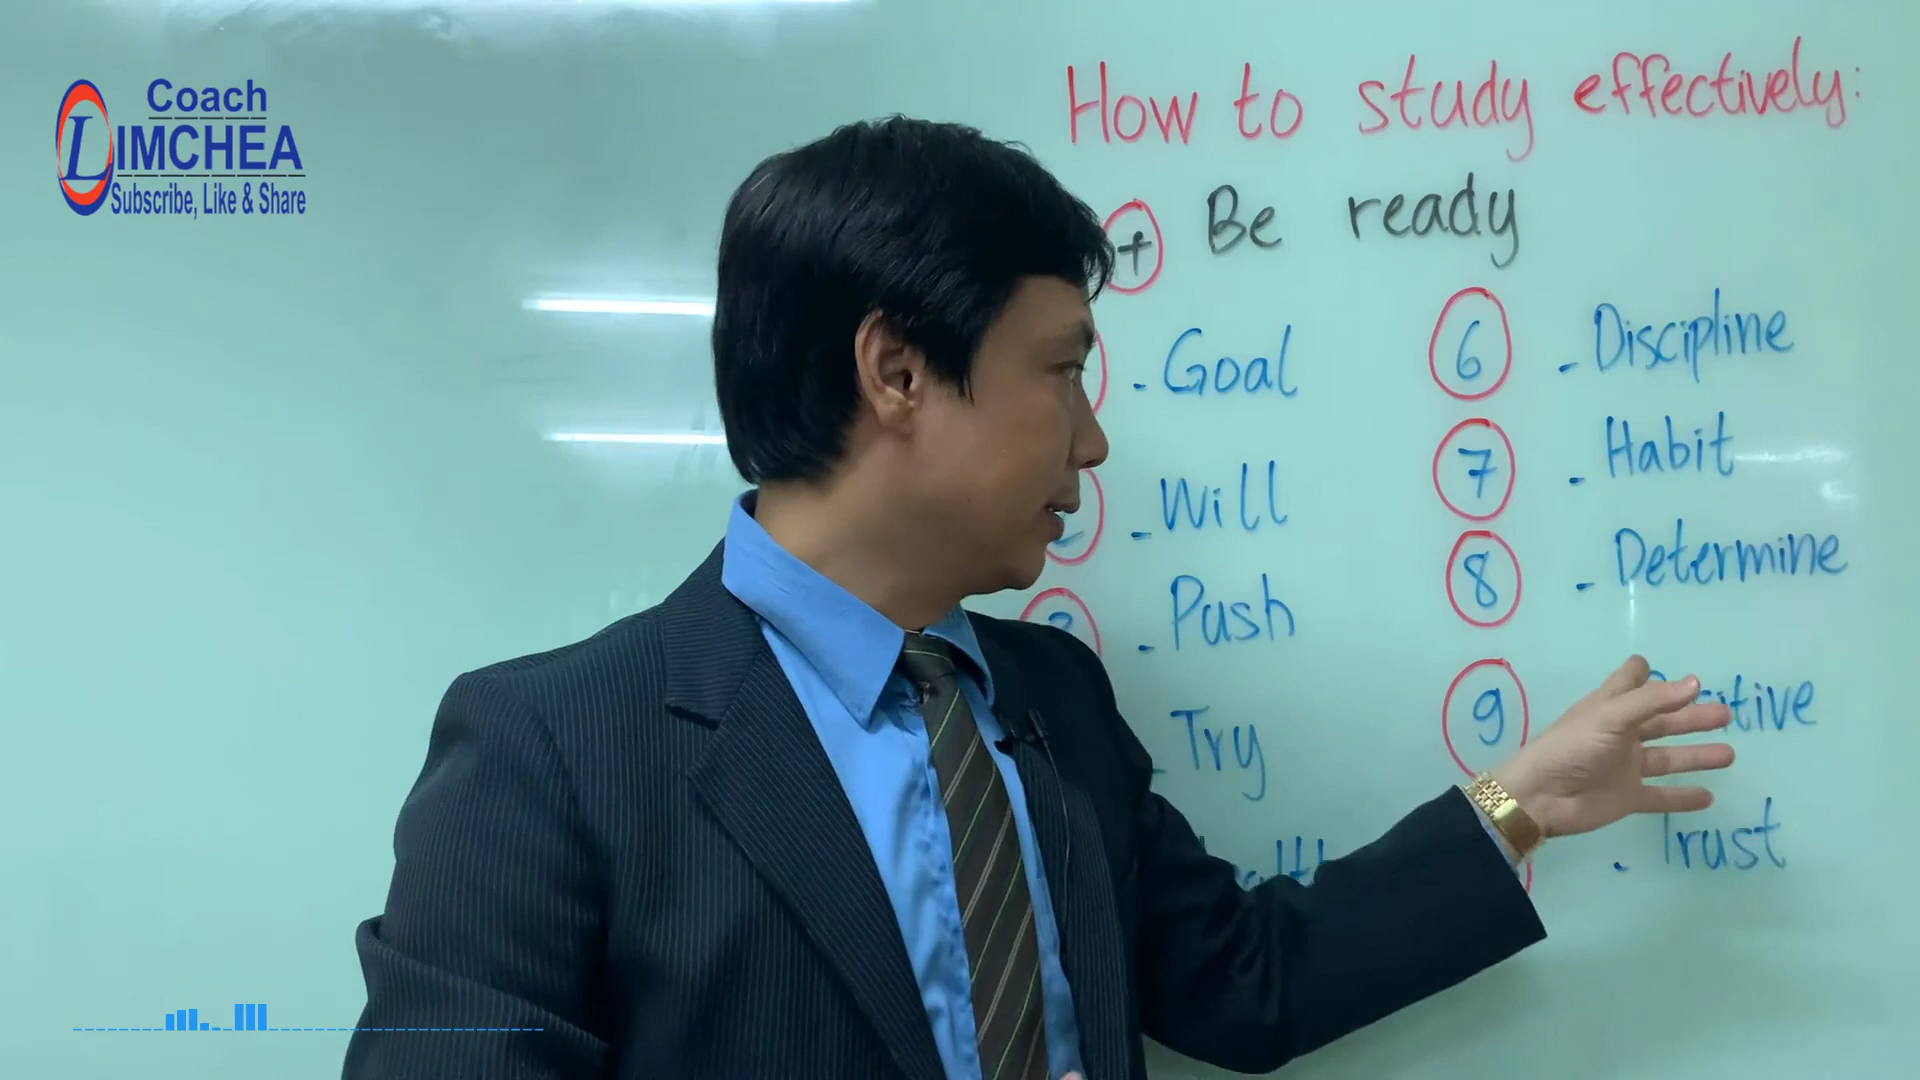 Coach
LIMCHEA
Subscribe, Like & Share
How to study effectively:
+ Be ready
- Goal
- Will
- Push
- Try
6 - Discipline
7 - Habit
8 - Determine
9
- Trust